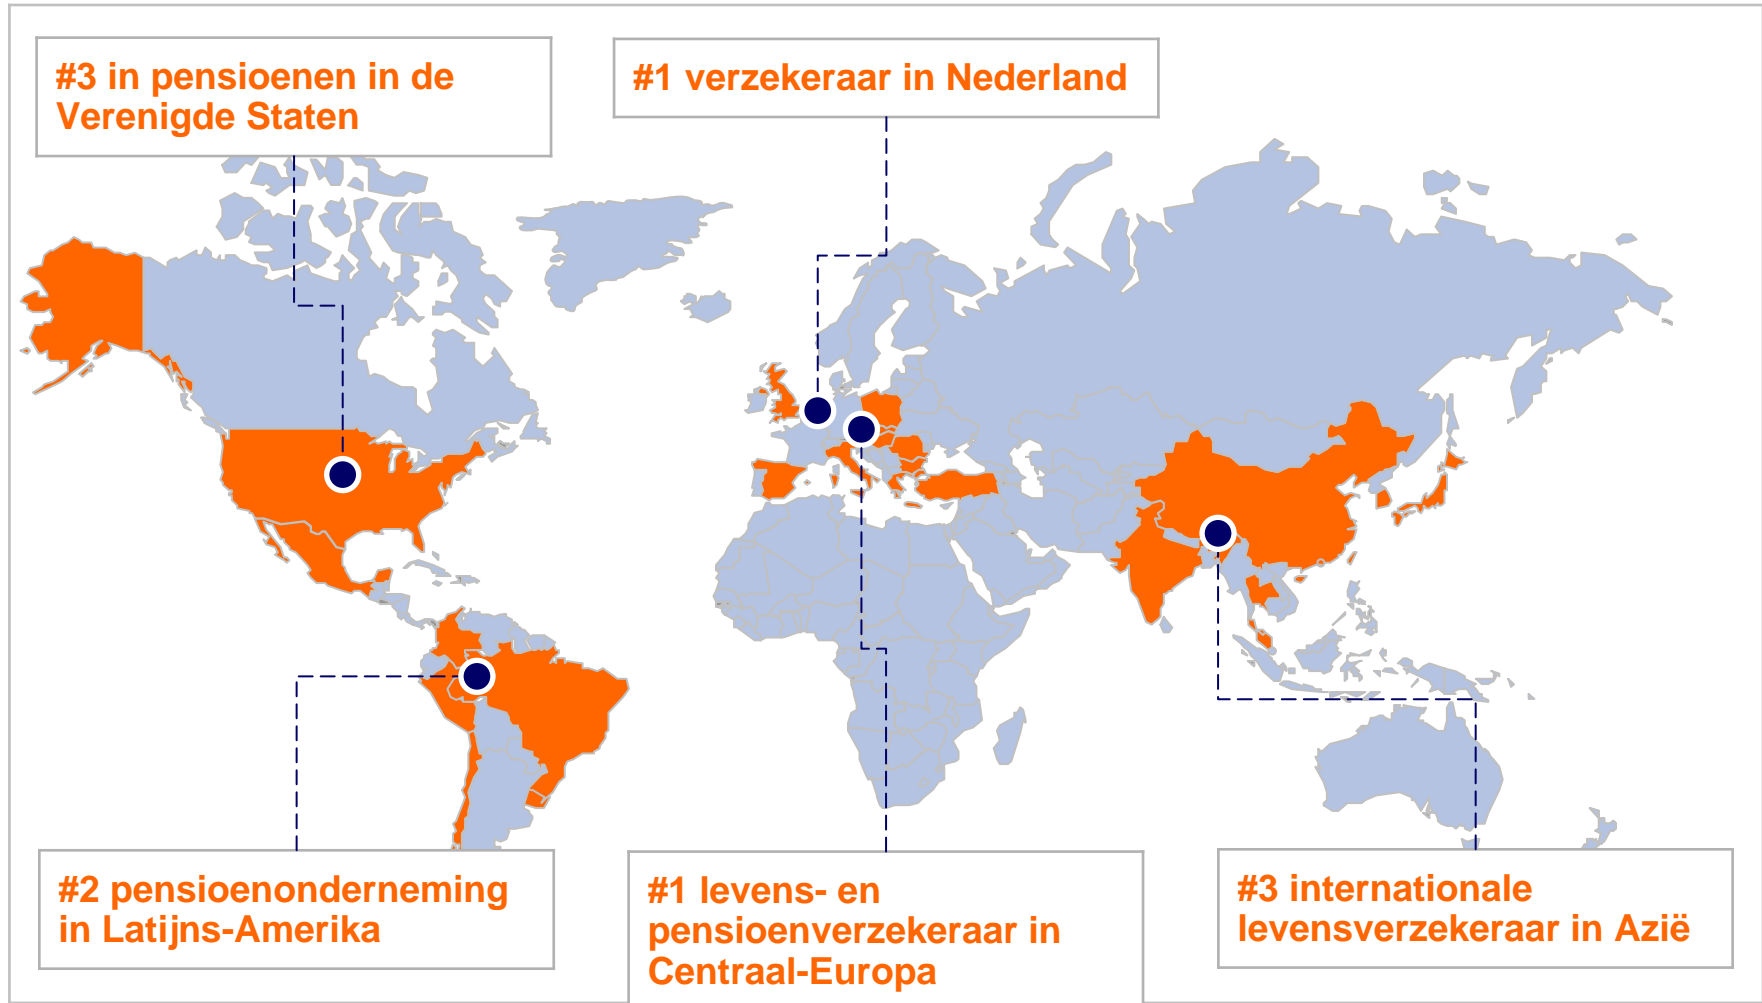 #3 in pensioenen in de
Verenigde Staten
#1 verzekeraar in Nederland
#2 pensioenonderneming
in Latijns-Amerika
#1 levens- en
pensioenverzekeraar in
Centraal-Europa
#3 internationale
levensverzekeraar in Azië